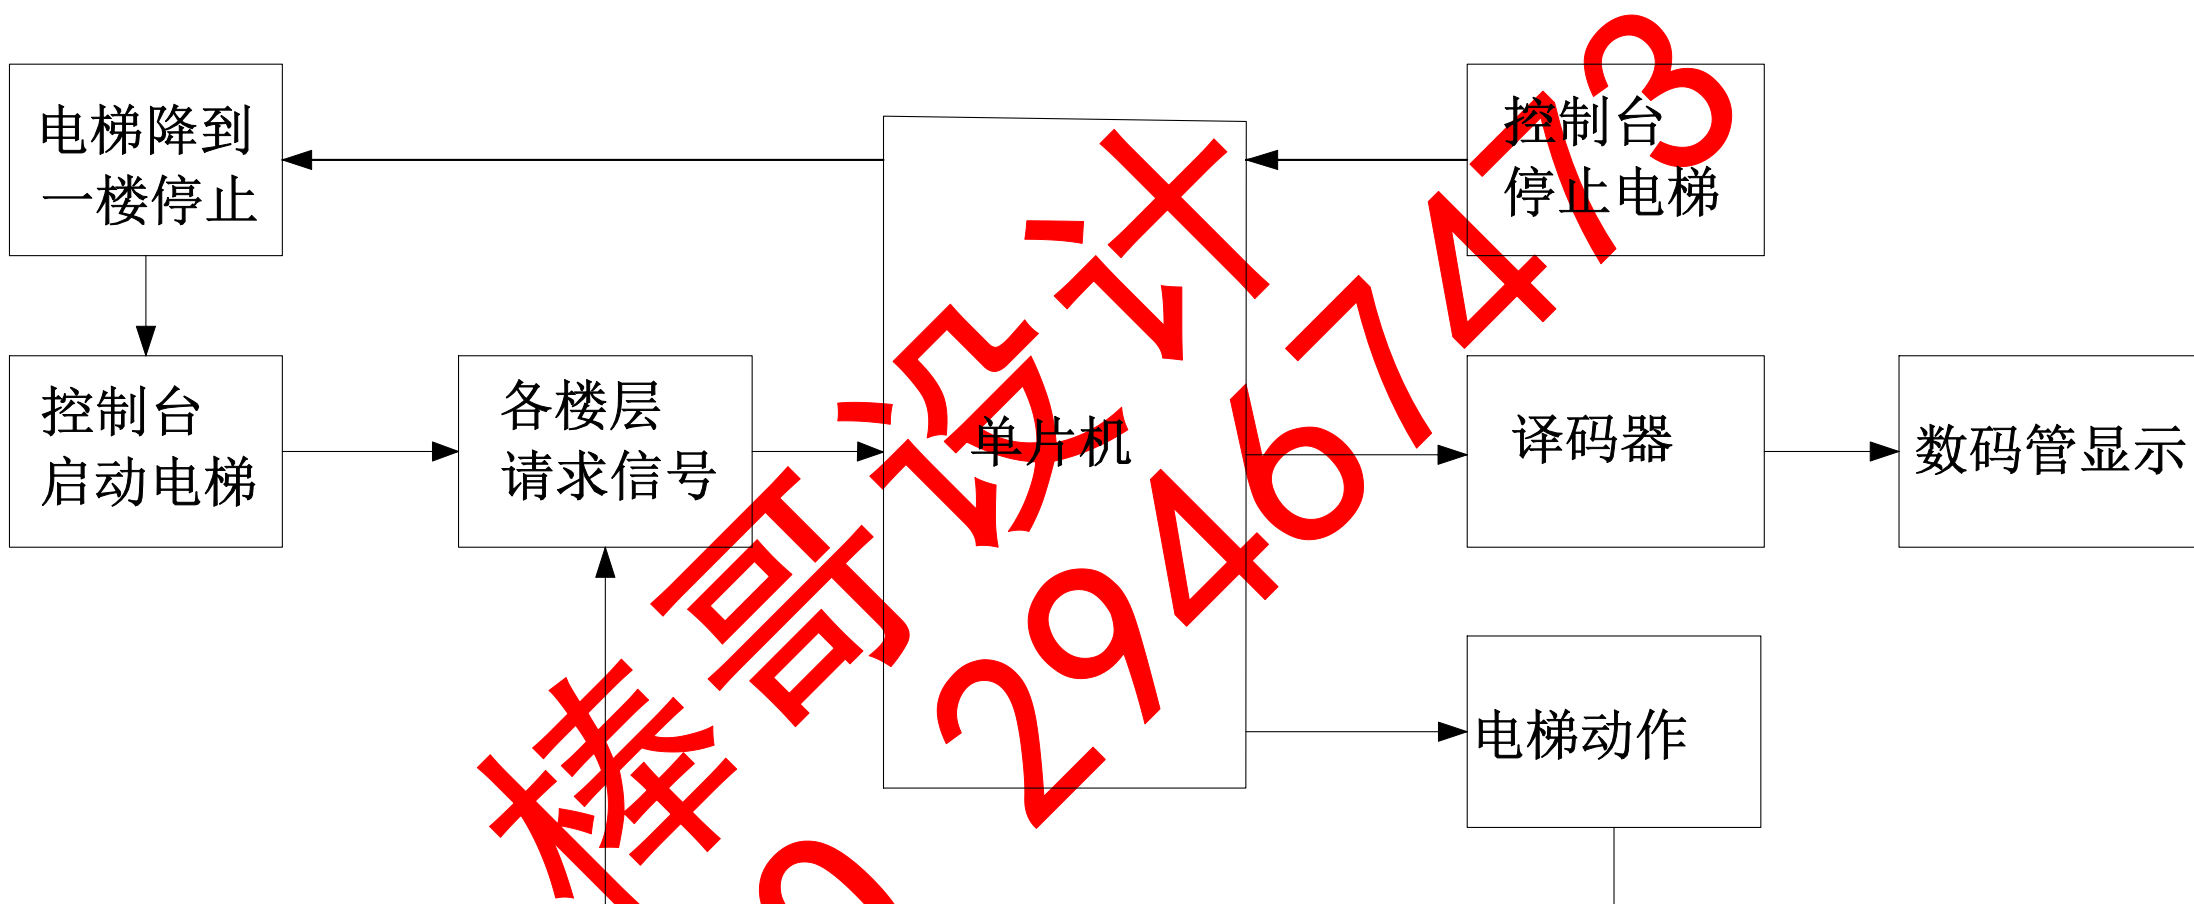 电梯降到
一楼停止
控制台
停止电梯
控制台
启动电梯
各楼层
请求信号
单片机
译码器
数码管显示
电梯动作
棒哥设计
29467473